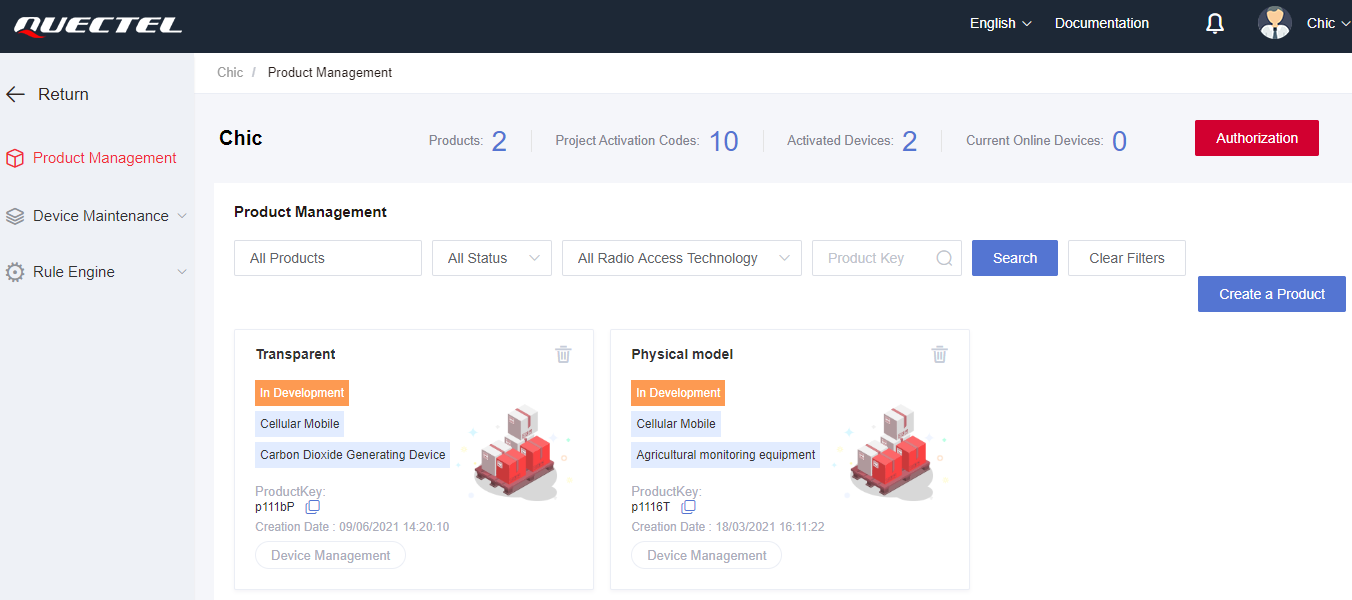 QUECTEL
English
Documentation
Chic
Return
Product Management
Device Maintenance
Rule Engine
Chic / Product Management
Chic
Products: 2
Project Activation Codes: 10
Activated Devices: 2
Current Online Devices: 0
Authorization
Product Management
All Products
All Status
All Radio Access Technology
Product Key
Search
Clear Filters
Create a Product
Transparent
In Development
Cellular Mobile
Carbon Dioxide Generating Device
ProductKey:
p111bP
Creation Date : 09/06/2021 14:20:10
Device Management
Physical model
In Development
Cellular Mobile
Agricultural monitoring equipment
ProductKey:
p1116T
Creation Date : 18/03/2021 16:11:22
Device Management